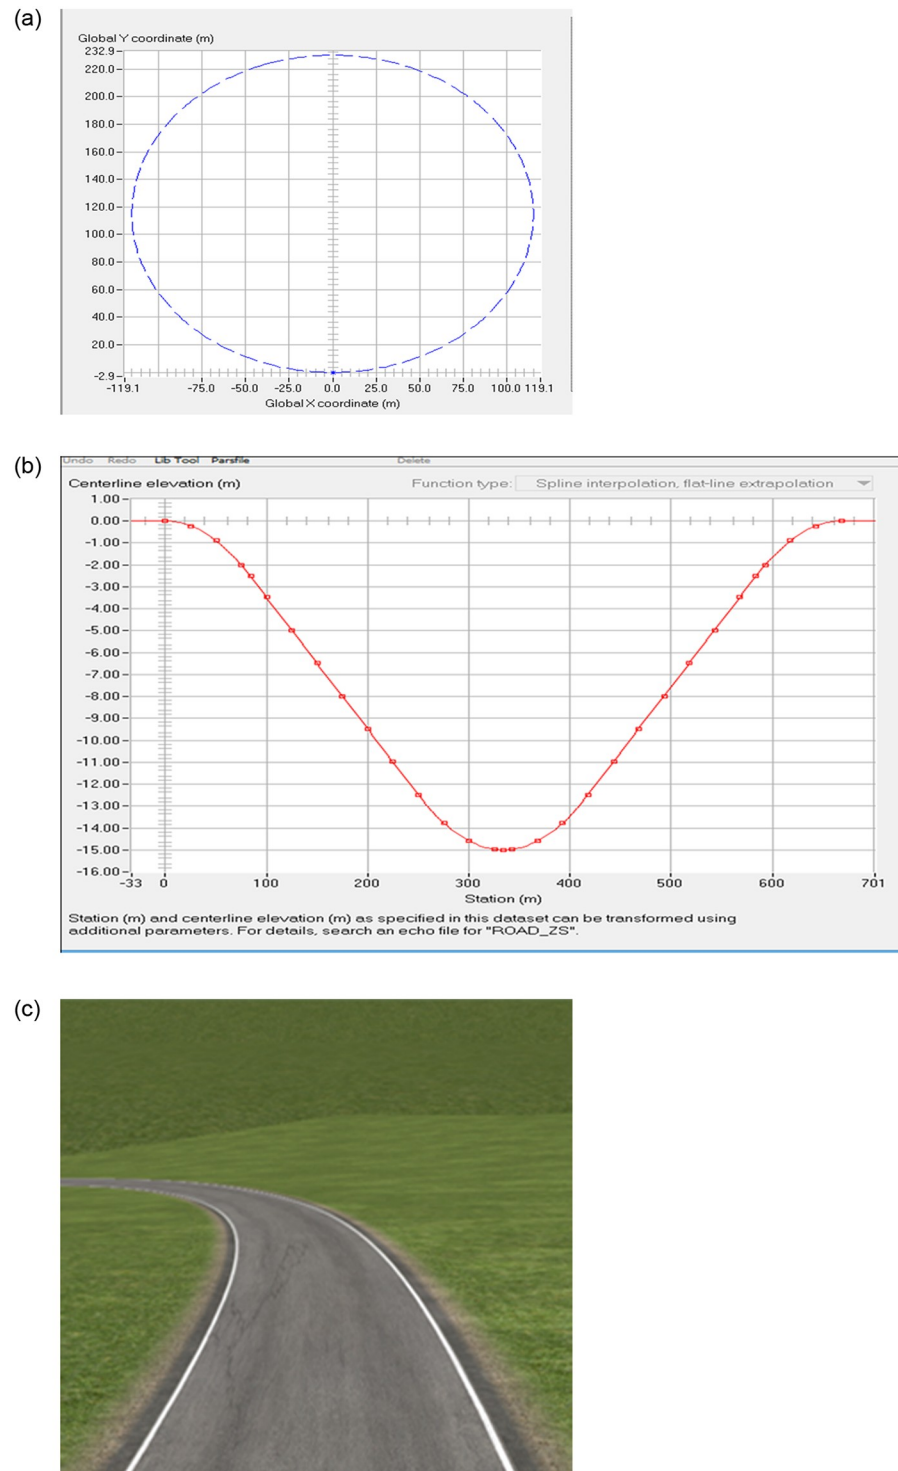 (a)
Global Y coordinate (m)
232.9
220.0
200.0
180.0
160.0
140.0
120.0
100.0
80.0
60.0
40.0
20.0
-2.9
-119.1 -75.0 -50.0 -25.0 0.0 25.0 50.0 75.0 100.0 119.1
Global X coordinate (m)
(b)
Undo Redo Lib Tool Parsfile Delete
Centerline elevation (m) Function type: Spline interpolation, flat-line extrapolation
1.00
0.00
-1.00
-2.00
-3.00
-4.00
-5.00
-6.00
-7.00
-8.00
-9.00
-10.00
-11.00
-12.00
-13.00
-14.00
-15.00
-16.00
-33 0 100 200 300 400 500 600 701
Station (m)
Station (m) and centerline elevation (m) as specified in this dataset can be transformed using
additional parameters. For details, search an echo file for "ROAD_ZS".
(c)